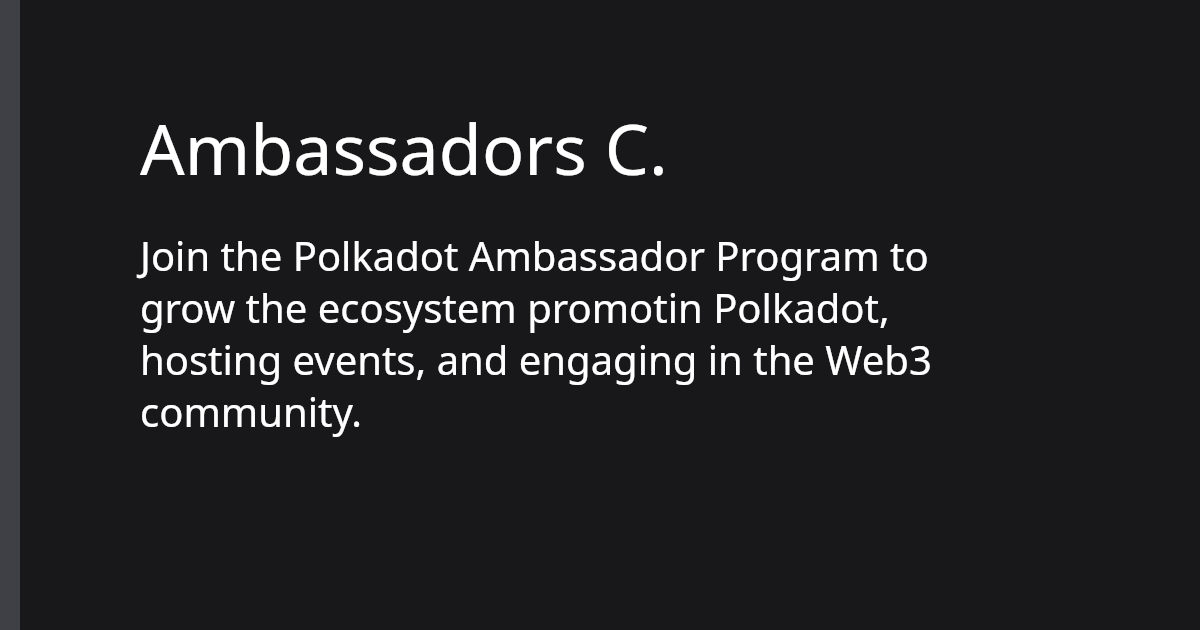 Ambassadors C.
Join the Polkadot Ambassador Program to
grow the ecosystem promotin Polkadot,
hosting events, and engaging in the Web3
community.